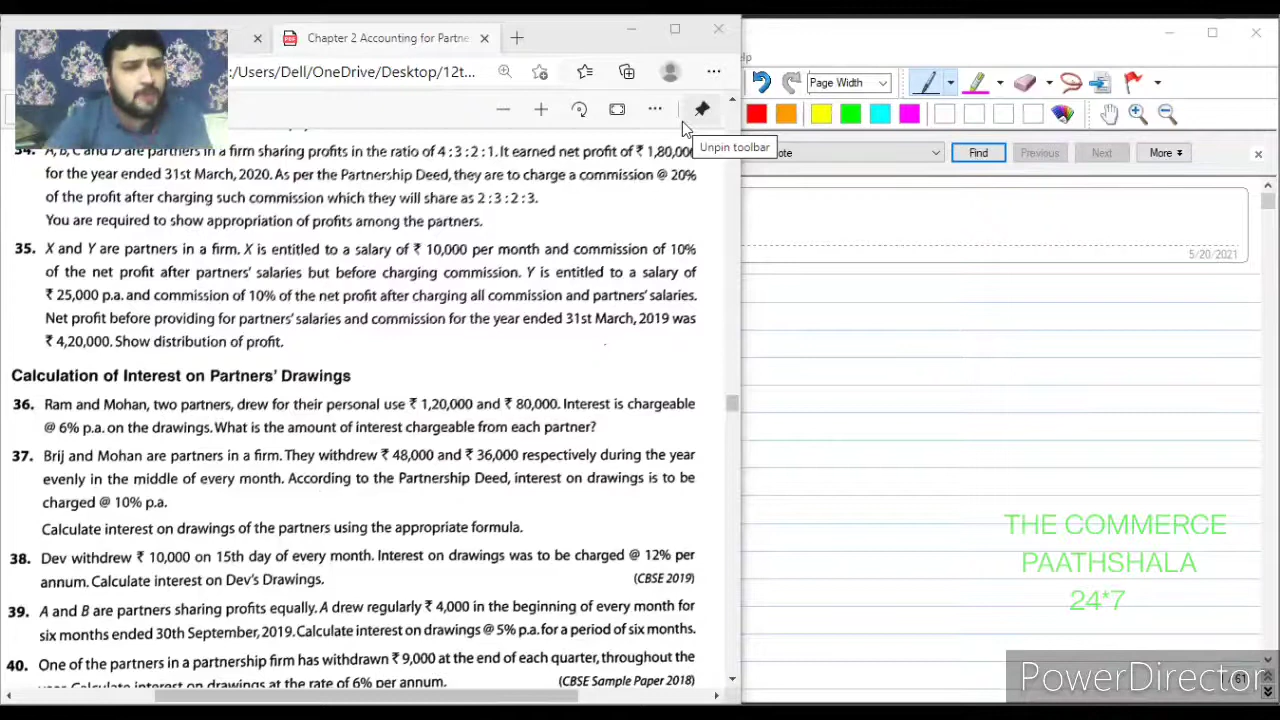 Chapter 2 Accounting for Partne
:/Users/Dell/OneDrive/Desktop/12t...
Unpin toolbar
34. A, B, C and D are partners in a firm sharing profits in the ratio of 4 : 3 : 2 : 1. It earned net profit of ₹ 1,80,000
for the year ended 31st March, 2020. As per the Partnership Deed, they are to charge a commission @ 20%
of the profit after charging such commission which they will share as 2 : 3 : 2 : 3.
You are required to show appropriation of profits among the partners.
35. X and Y are partners in a firm. X is entitled to a salary of ₹ 10,000 per month and commission of 10%
of the net profit after partners' salaries but before charging commission. Y is entitled to a salary of
₹ 25,000 p.a. and commission of 10% of the net profit after charging all commission and partners' salaries.
Net profit before providing for partners' salaries and commission for the year ended 31st March, 2019 was
₹ 4,20,000. Show distribution of profit.
Calculation of Interest on Partners' Drawings
36. Ram and Mohan, two partners, drew for their personal use ₹ 1,20,000 and ₹ 80,000. Interest is chargeable
@ 6% p.a. on the drawings. What is the amount of interest chargeable from each partner?
37. Brij and Mohan are partners in a firm. They withdrew ₹ 48,000 and ₹ 36,000 respectively during the year
evenly in the middle of every month. According to the Partnership Deed, interest on drawings is to be
charged @ 10% p.a.
Calculate interest on drawings of the partners using the appropriate formula.
38. Dev withdrew ₹ 10,000 on 15th day of every month. Interest on drawings was to be charged @ 12% per
annum. Calculate interest on Dev's Drawings. (CBSE 2019)
39. A and B are partners sharing profits equally. A drew regularly ₹ 4,000 in the beginning of every month for
six months ended 30th September, 2019. Calculate interest on drawings @ 5% p.a. for a period of six months.
40. One of the partners in a partnership firm has withdrawn ₹ 9,000 at the end of each quarter, throughout the
year. Calculate interest on drawings at the rate of 6% per annum. (CBSE Sample Paper 2018)
elp
Page Width
ote
Find
Previous
Next
More
5/20/2021
THE COMMERCE
PAATHSHALA
24*7
PowerDirector